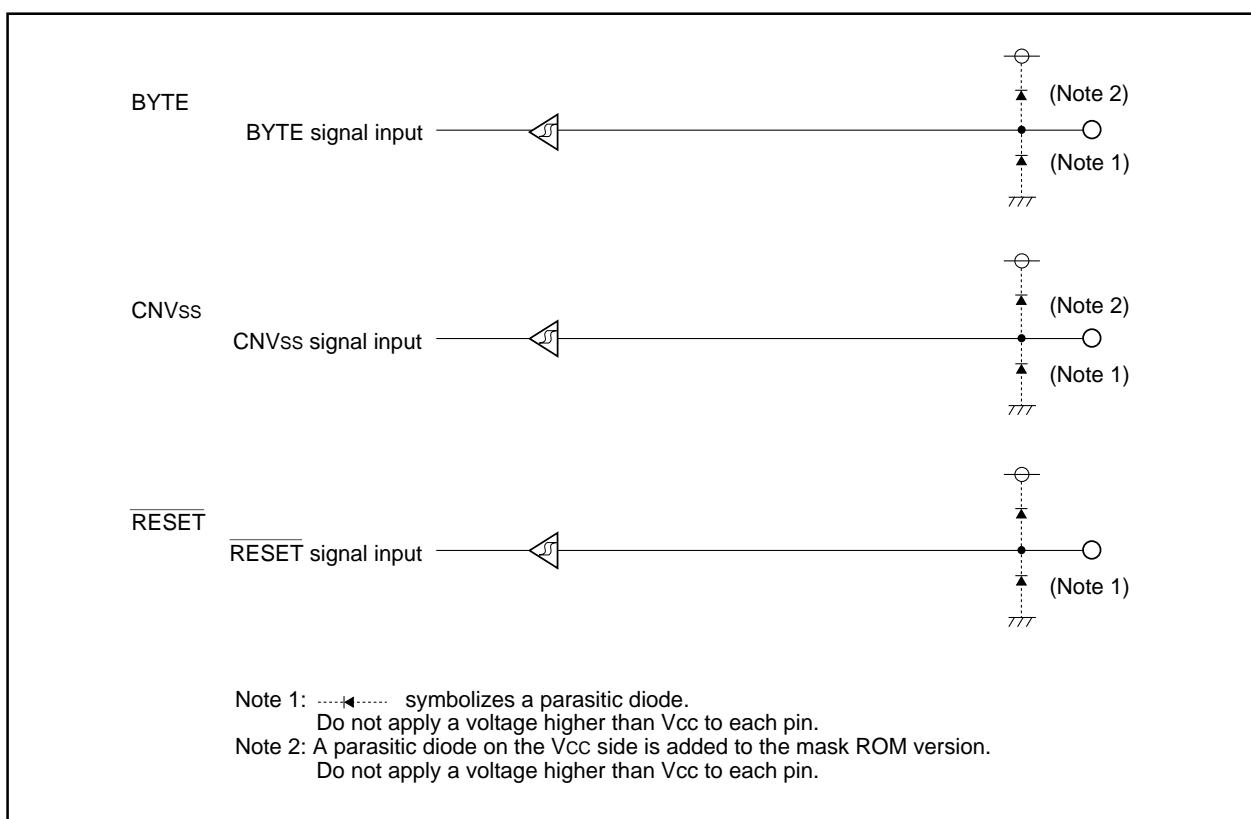 BYTE
BYTE signal input
(Note 2)
(Note 1)
CNVss
CNVss signal input
(Note 2)
(Note 1)
RESET
RESET signal input
(Note 1)
Note 1: symbolizes a parasitic diode.
Do not apply a voltage higher than Vcc to each pin.
Note 2: A parasitic diode on the VCC side is added to the mask ROM version.
Do not apply a voltage higher than Vcc to each pin.